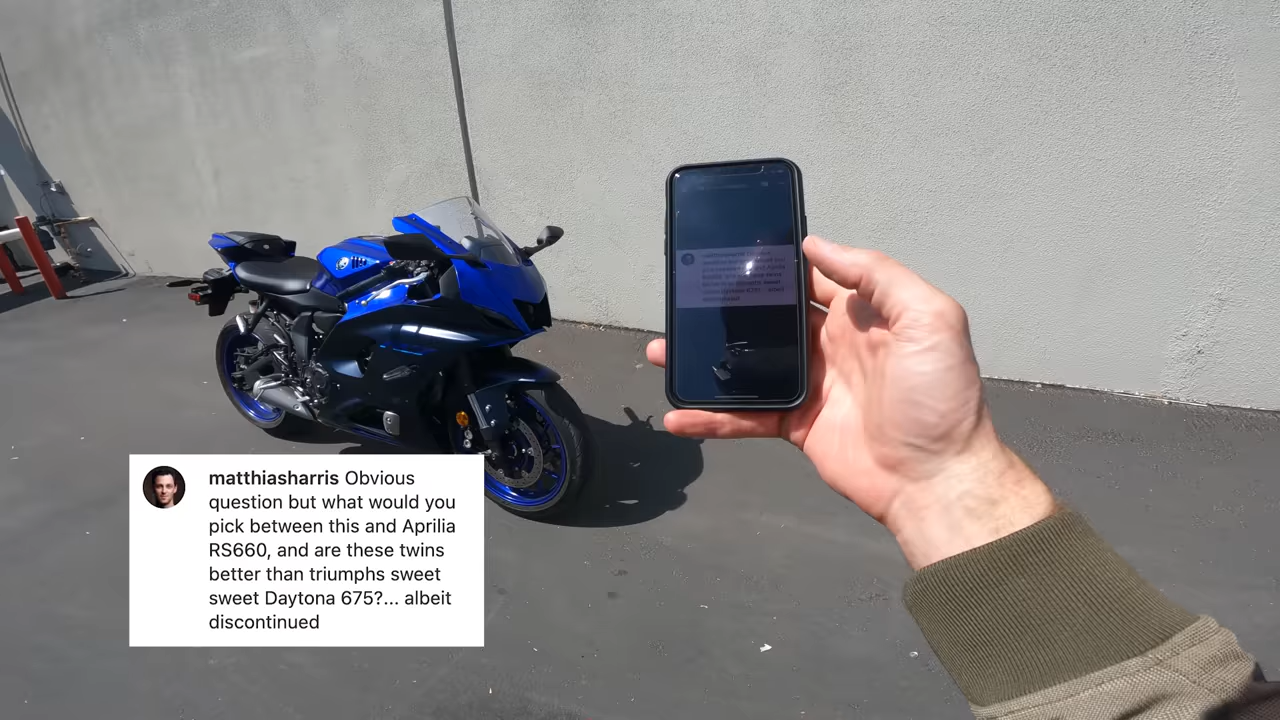 matthiasharris Obvious
question but what would you
pick between this and Aprilia
RS660, and are these twins
better than triumphs sweet
sweet Daytona 675?... albeit
discontinued